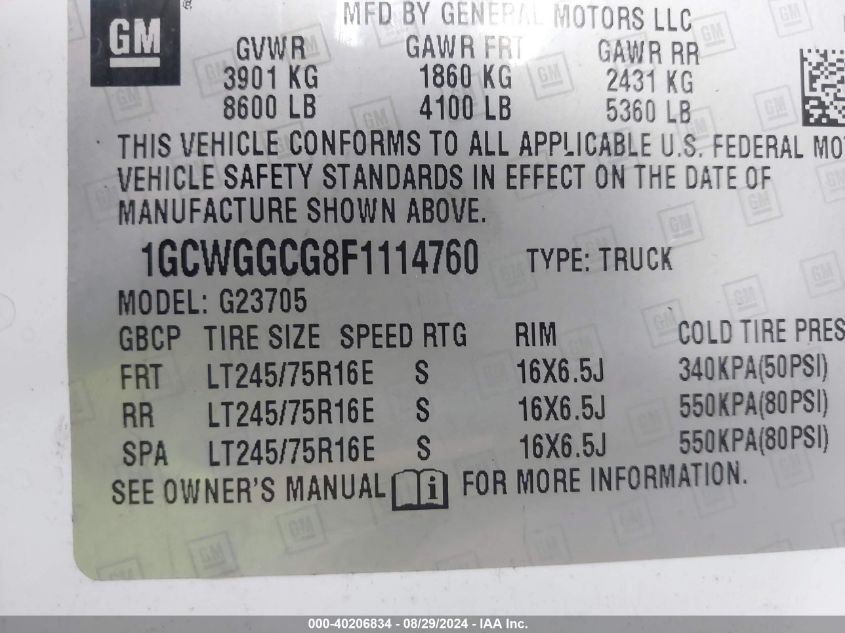 GM
MFD BY GENERAL MOTORS LLC
GVWR GAWR FRT GAWR RR
3901 KG 1860 KG 2431 KG
8600 LB 4100 LB 5360 LB
THIS VEHICLE CONFORMS TO ALL APPLICABLE U.S. FEDERAL MO
VEHICLE SAFETY STANDARDS IN EFFECT ON THE DATE OF
MANUFACTURE SHOWN ABOVE.
1GCWGGCG8F1114760 TYPE: TRUCK
MODEL: G23705
GBCP TIRE SIZE SPEED RTG RIM COLD TIRE PRES
FRT LT245/75R16E S 16X6.5J 340KPA(50PSI)
RR LT245/75R16E S 16X6.5J 550KPA(80PSI)
SPA LT245/75R16E S 16X6.5J 550KPA(80PSI)
SEE OWNER'S MANUAL i FOR MORE INFORMATION.
000-40206834 - 08/29/2024 - IAA Inc.